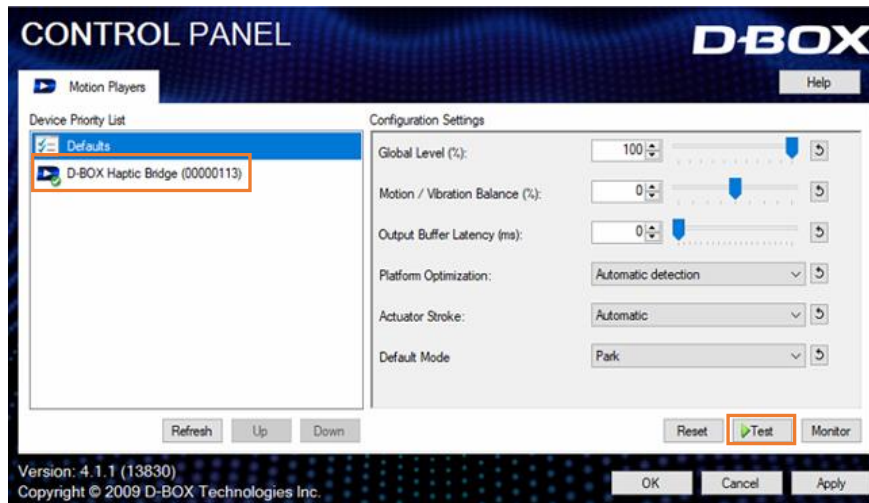 CONTROL PANEL
D-BOX
Motion Players
Help
Device Priority List
Defaults
D-BOX Haptic Bridge (00000113)
Configuration Settings
Global Level (%): 100
Motion / Vibration Balance (%): 0
Output Buffer Latency (ms): 0
Platform Optimization: Automatic detection
Actuator Stroke: Automatic
Default Mode Park
Refresh Up Down
Reset Test Monitor
Version: 4.1.1 (13830)
Copyright © 2009 D-BOX Technologies Inc.
OK Cancel Apply